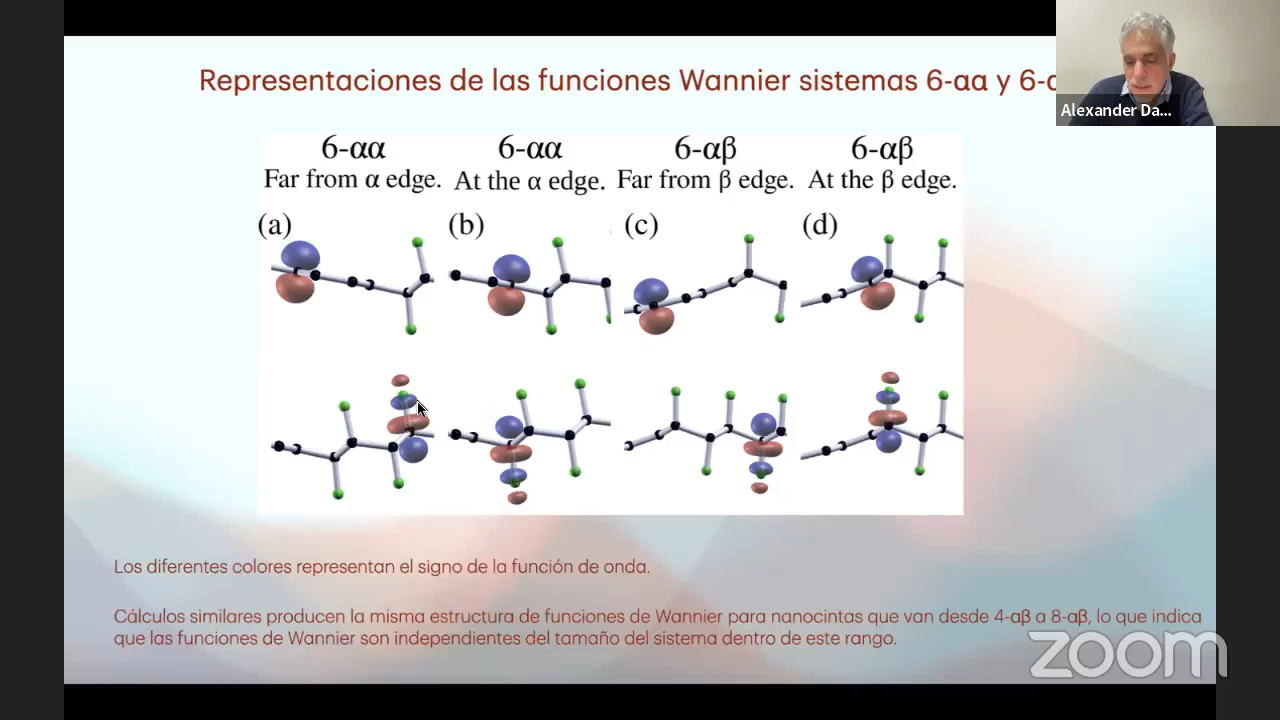 Representaciones de las funciones Wannier sistemas 6-αα y
Alexander Da...
6-αα 6-αα 6-αβ 6-αβ
Far from α edge. At the α edge. Far from β edge. At the β edge.
(a) (b) (c) (d)
Los diferentes colores representan el signo de la función de onda.
Cálculos similares producen la misma estructura de funciones de Wannier para nanocintas que van desde 4-αβ a 8-αβ, lo que indica
que las funciones de Wannier son independientes del tamaño del sistema dentro de este rango.
zoom